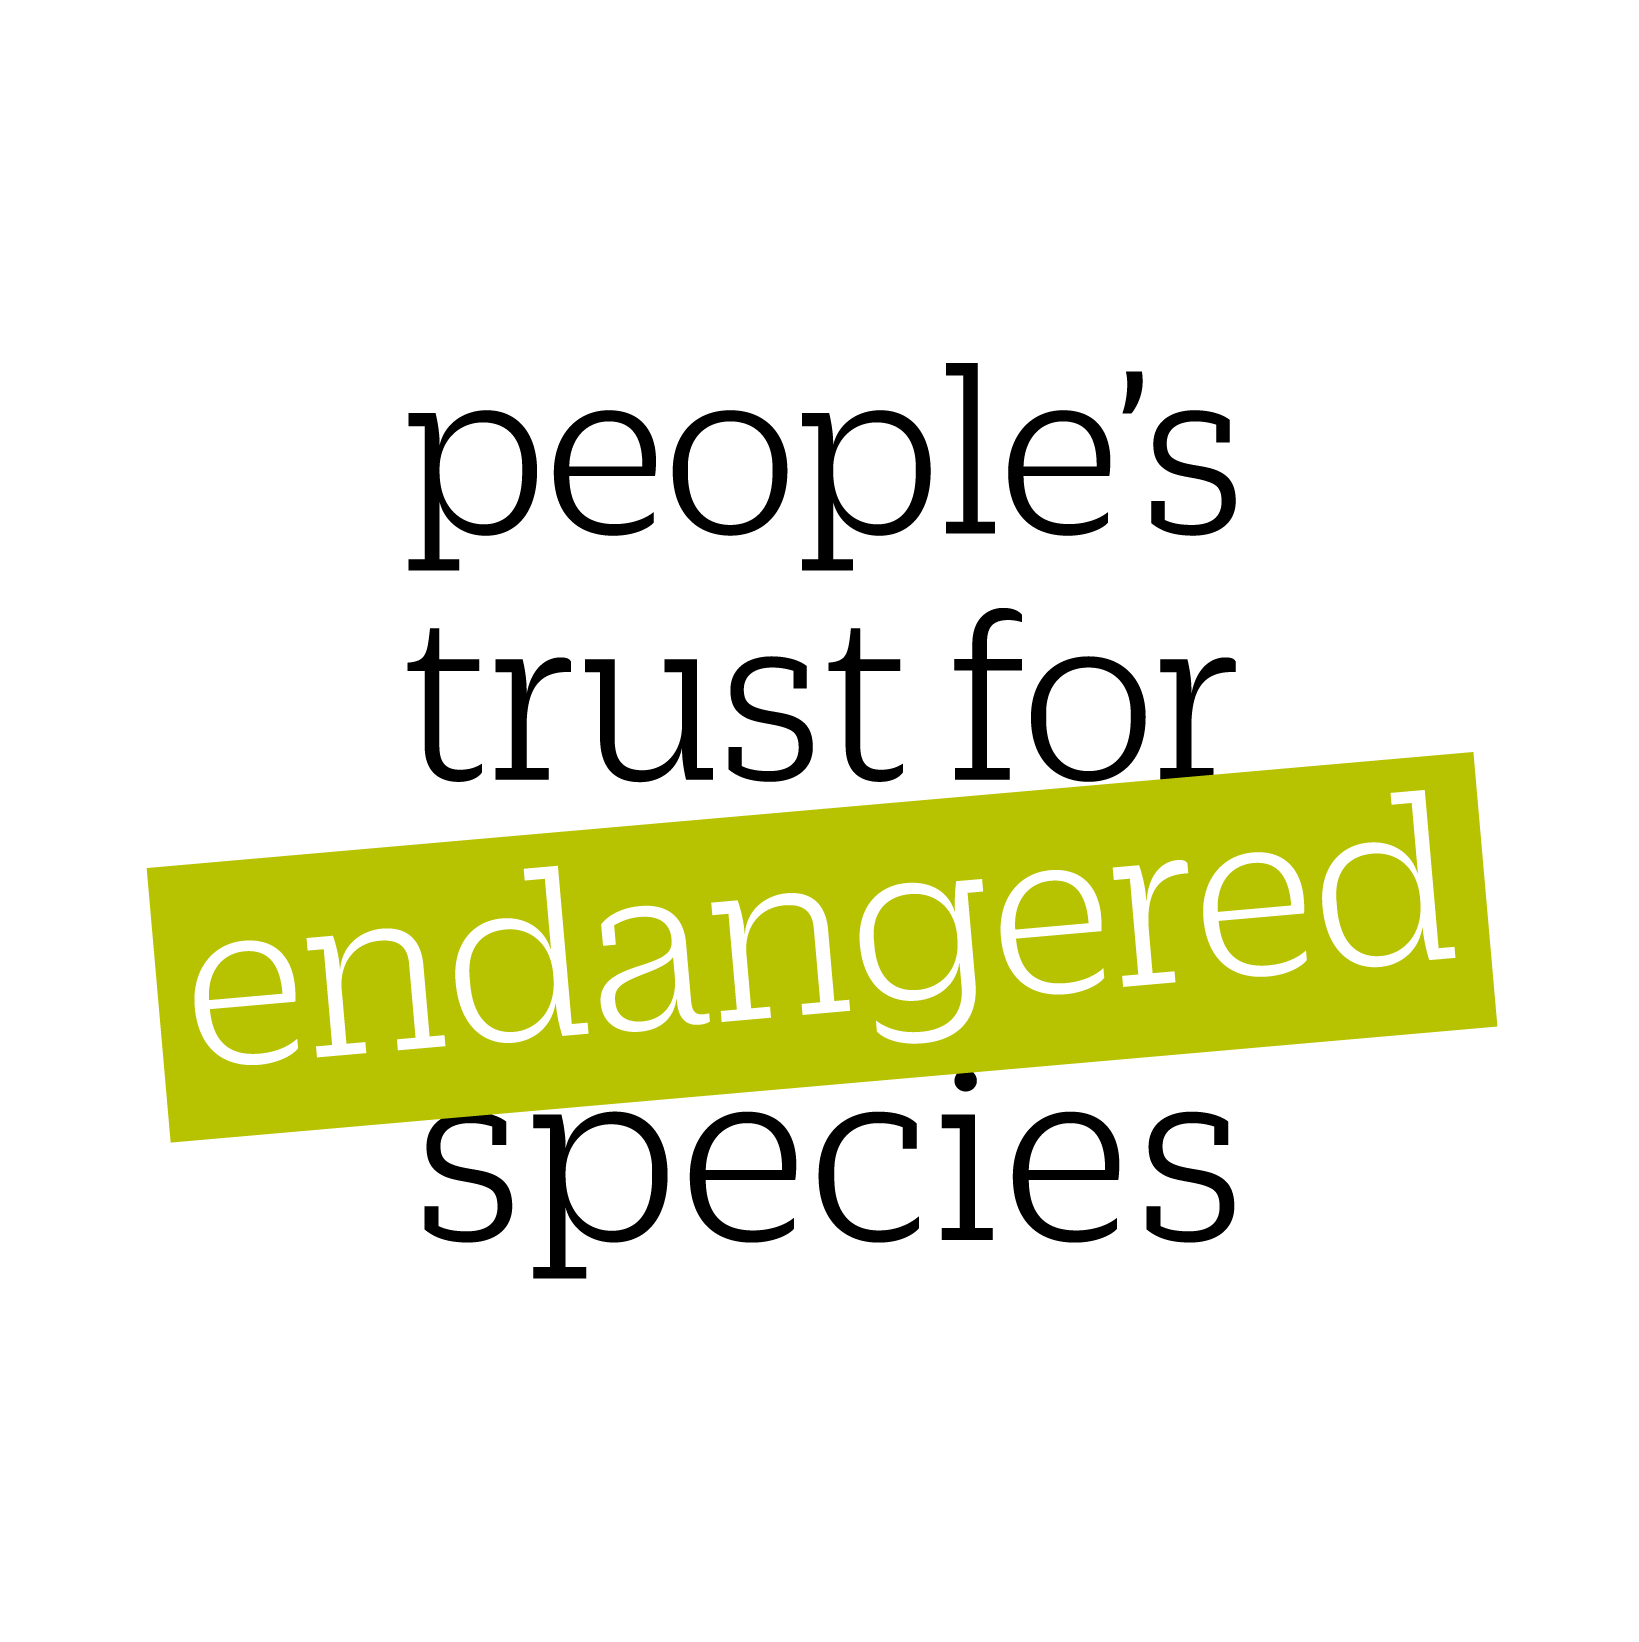 people’s
trust for
endangered
species